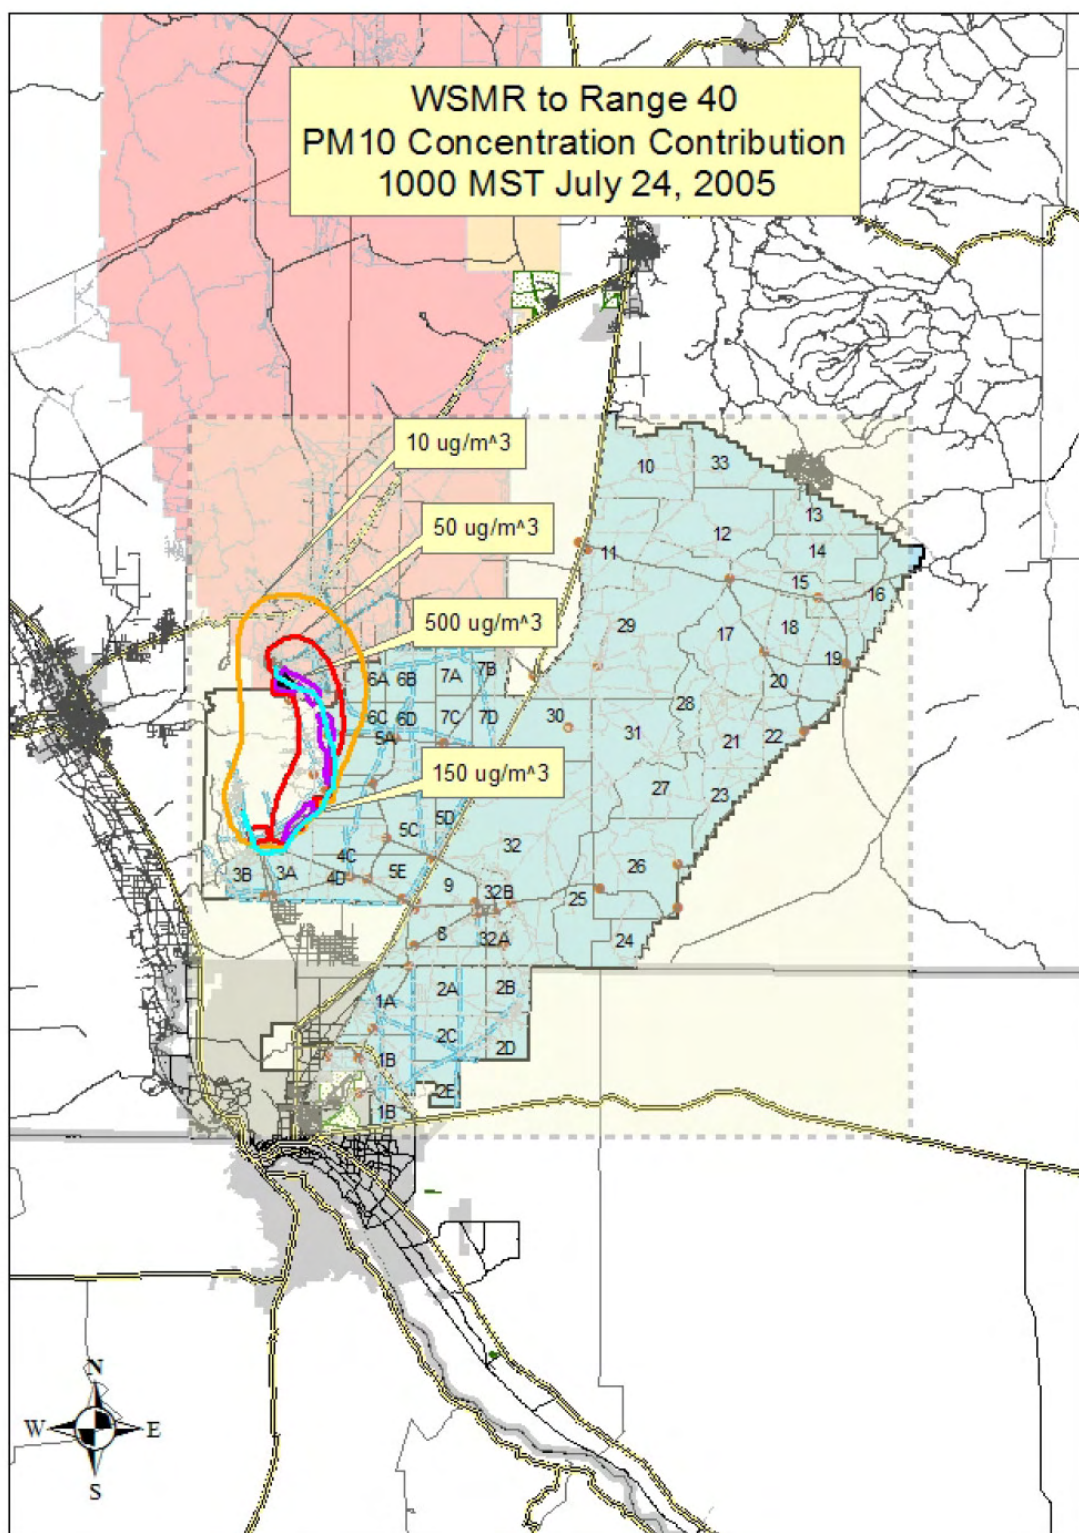 WSMR to Range 40
PM10 Concentration Contribution
1000 MST July 24, 2005
10 ug/m^3
50 ug/m^3
500 ug/m^3
150 ug/m^3
10
33
13
12
14
11
15
16
29
17
18
19
6A
6B
7A
7B
20
28
6C
6D
7C
7D
30
31
5A
21
22
27
23
5D
5C
32
4C
26
3B
3A
4D
5E
9
32B
25
8
32A
24
1A
2A
2B
2C
2D
1B
2E
1B
N
W
E
S